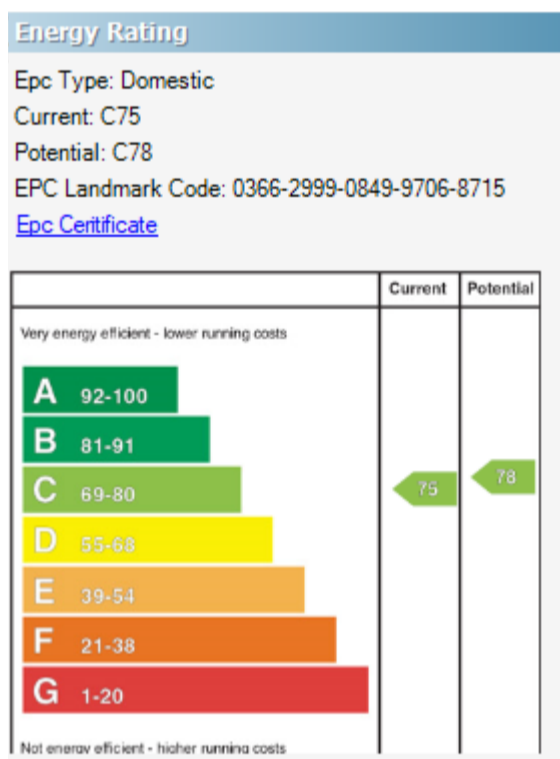 Energy Rating
Epc Type: Domestic
Current: C75
Potential: C78
EPC Landmark Code: 0366-2999-0849-9706-8715
Epc Ceritificate
Current Potential
Very energy efficient - lower running costs
A 92-100
B 81-91
C 69-80 75 78
D 55-68
E 39-54
F 21-38
G 1-20
Not energy efficient - higher running costs